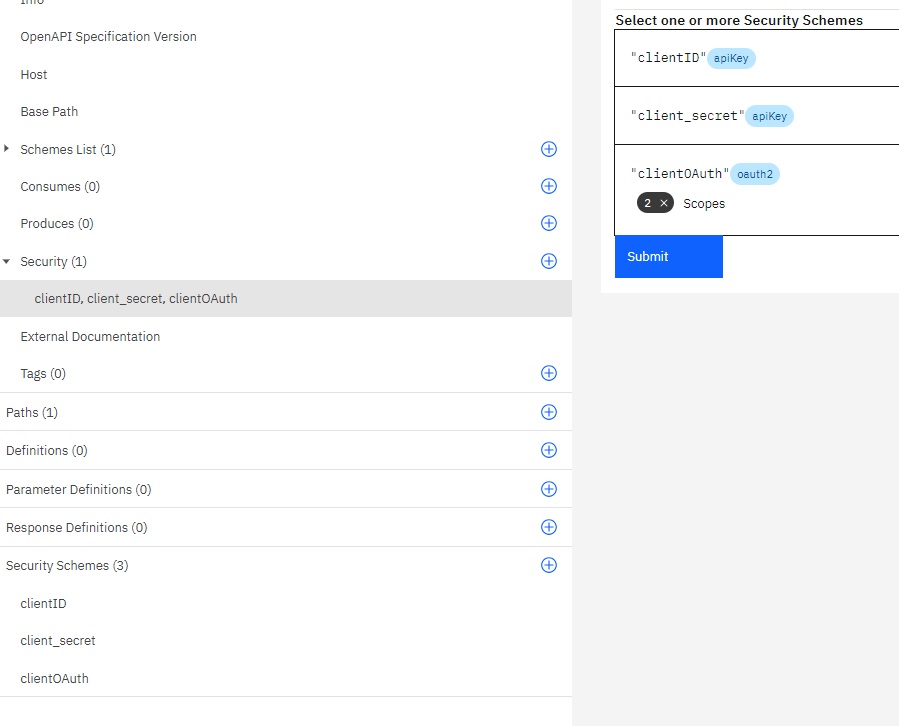 Info
OpenAPI Specification Version
Host
Base Path
Schemes List (1)
Consumes (0)
Produces (0)
Security (1)
clientID, client_secret, clientOAuth
External Documentation
Tags (0)
Paths (1)
Definitions (0)
Parameter Definitions (0)
Response Definitions (0)
Security Schemes (3)
clientID
client_secret
clientOAuth
Select one or more Security Schemes
"clientID" apiKey
"client_secret" apiKey
"clientOAuth" oauth2
2 × Scopes
Submit